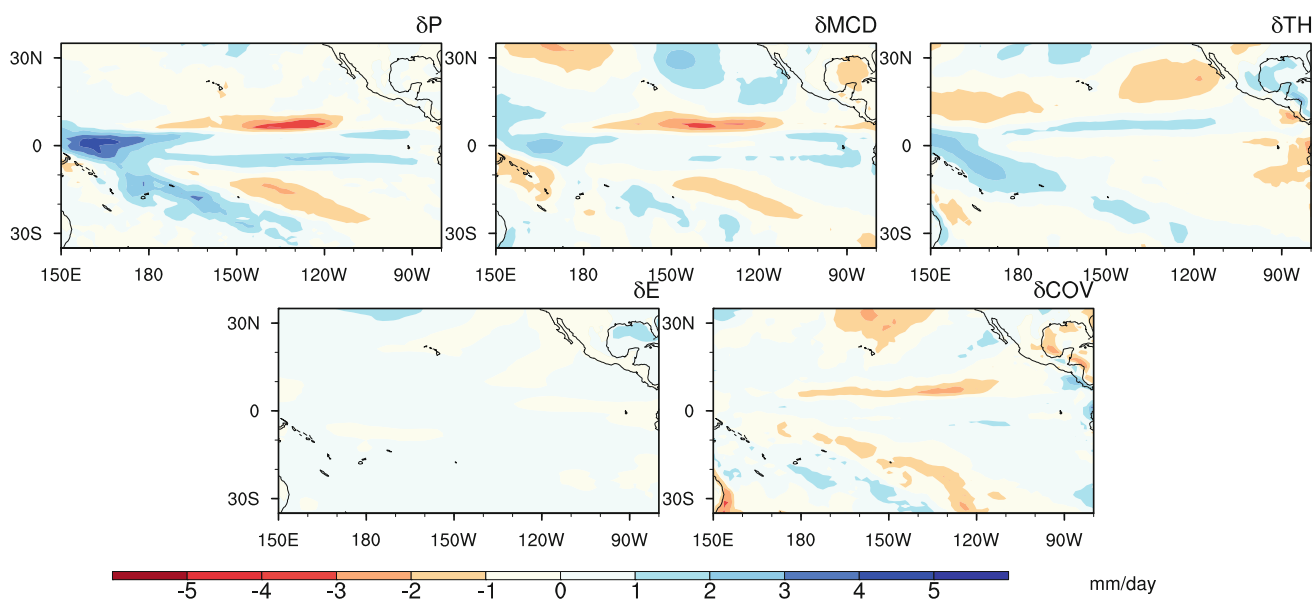 δP δMCD δTH
30N 30N 30N
0 0 0
30S 30S 30S
150E 180 150W 120W 90W 150E 180 150W 120W 90W 150E 180 150W 120W 90W
δE δCOV
30N 30N
0 0
30S 30S
150E 180 150W 120W 90W 150E 180 150W 120W 90W
-5 -4 -3 -2 -1 0 1 2 3 4 5 mm/day